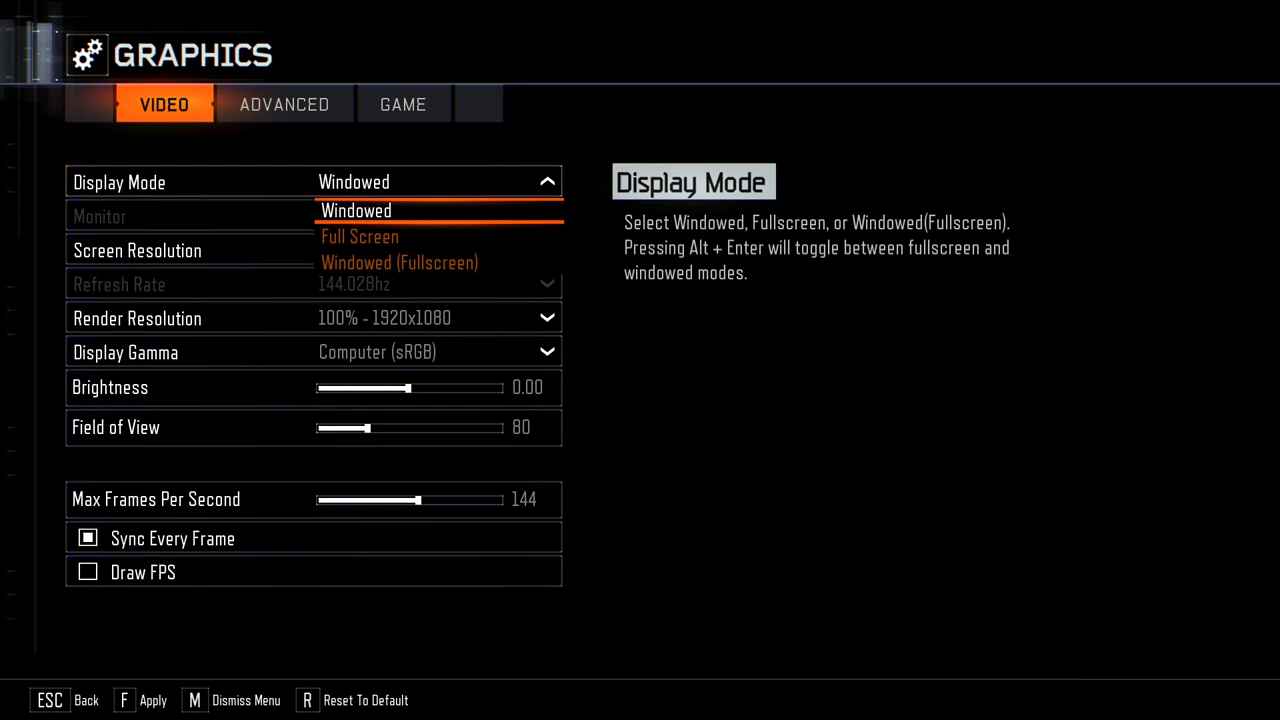 GRAPHICS
VIDEO ADVANCED GAME
Display Mode Windowed
Windowed
Full Screen
Windowed (Fullscreen)
Monitor
Screen Resolution
Refresh Rate 144.028hz
Render Resolution 100% - 1920x1080
Display Gamma Computer (sRGB)
Brightness 0.00
Field of View 80
Max Frames Per Second 144
Sync Every Frame
Draw FPS
Display Mode
Select Windowed, Fullscreen, or Windowed(Fullscreen).
Pressing Alt + Enter will toggle between fullscreen and
windowed modes.
ESC Back F Apply M Dismiss Menu R Reset To Default